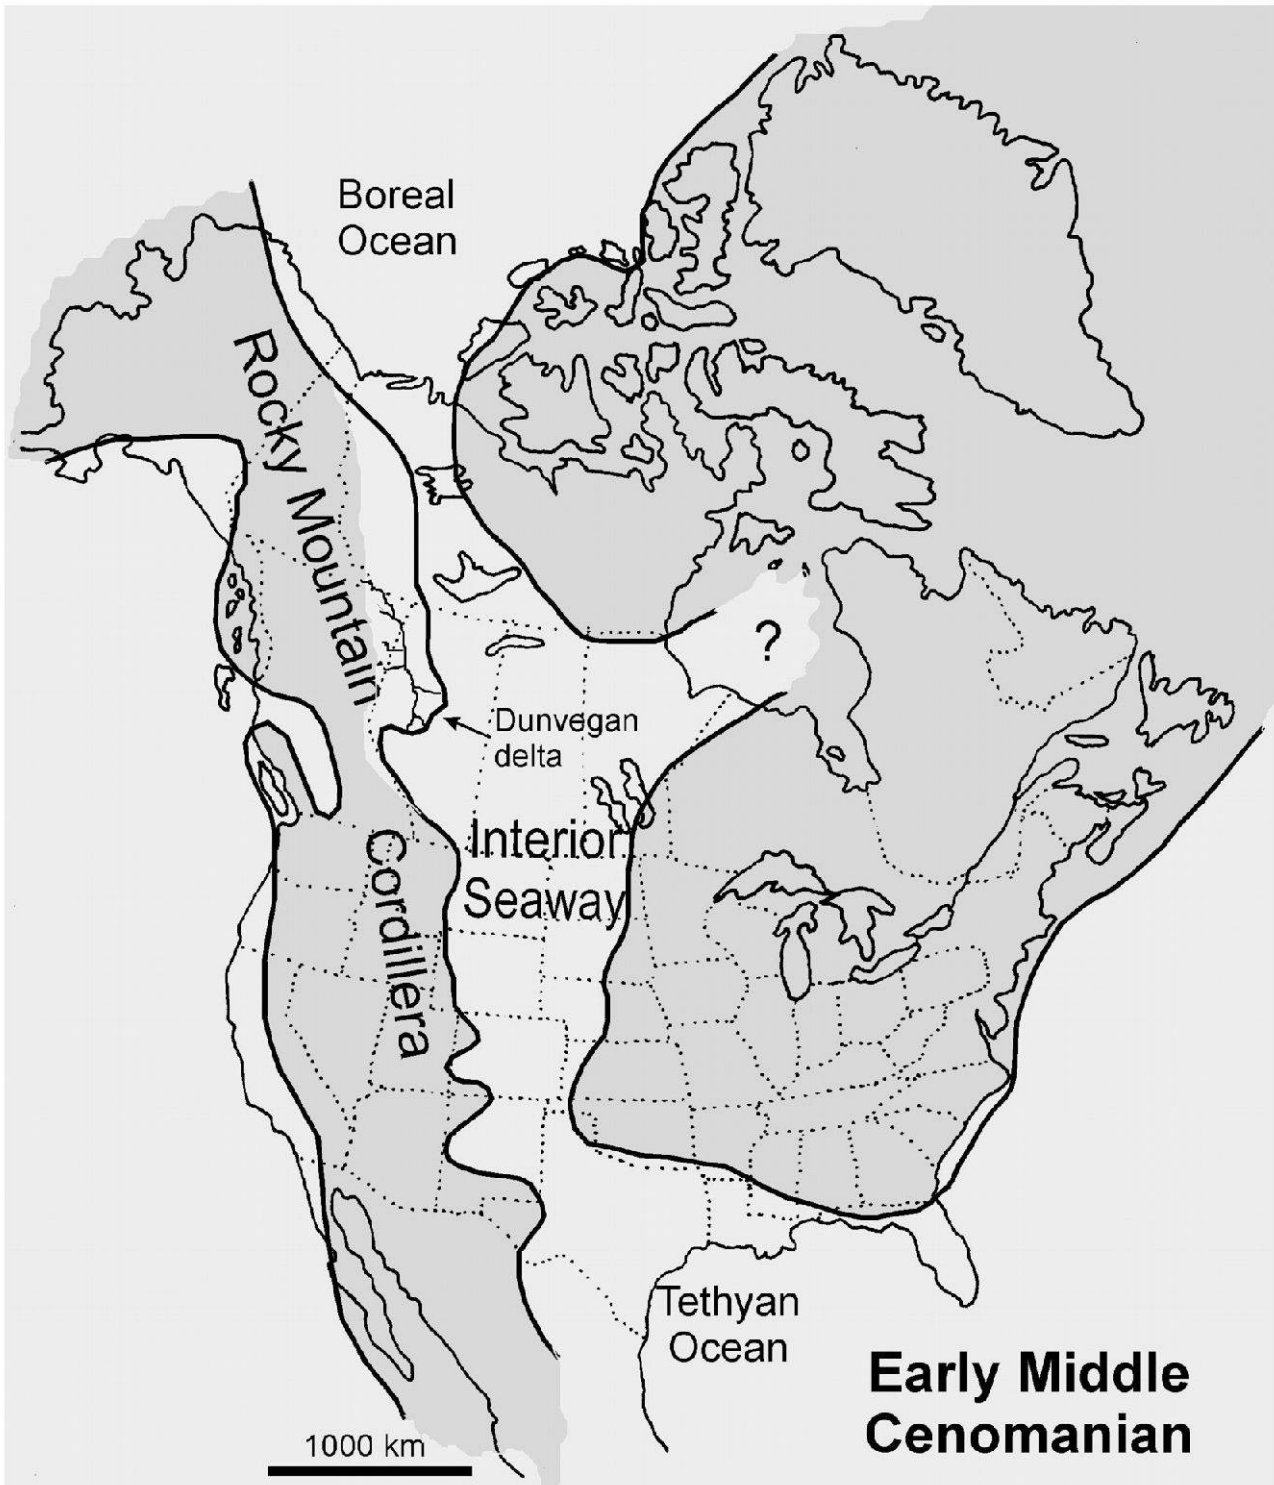 Boreal
Ocean
Rocky Mountain
Cordillera
?
Dunvegan
delta
Interior
Seaway
Tethyan
Ocean
Early Middle
Cenomanian
1000 km